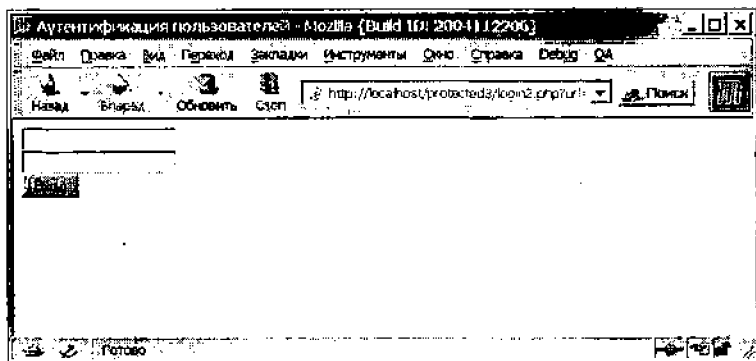 Аутентификация пользователей - Mozilla {Build ID: 2004112206}
Файл Правка Вид Переход Закладки Инструменты Окно Справка Debug QA
Назад Вперед Обновить Стоп http://localhost/protected3/login2.php?url= Поиск
Готово